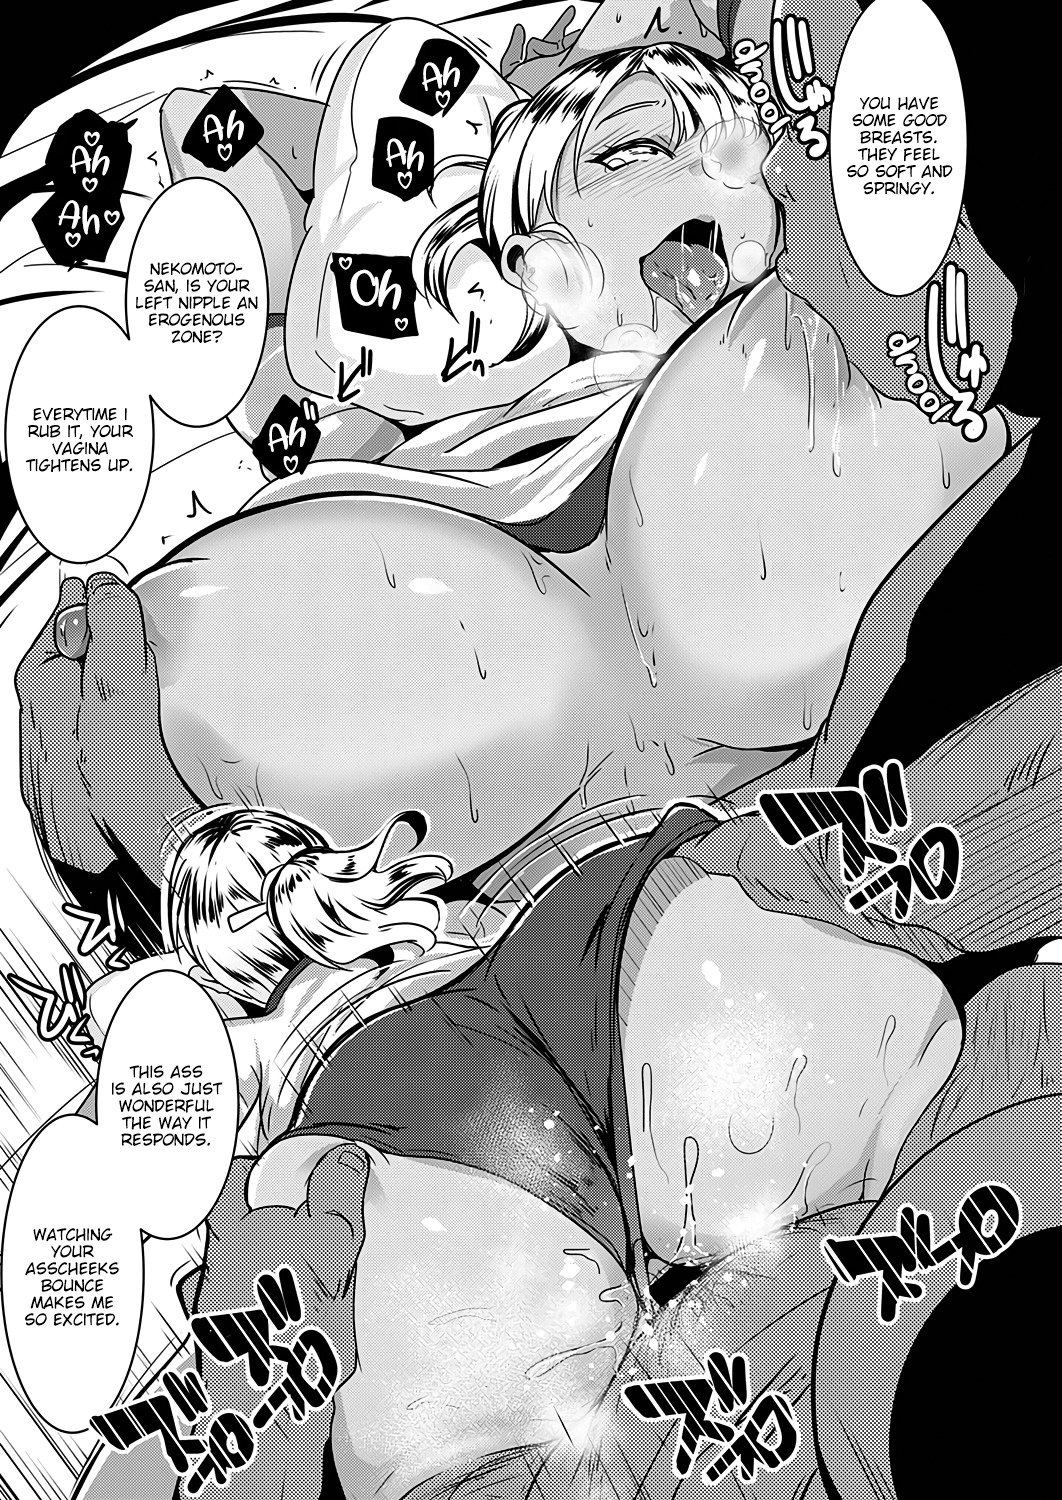 YOU HAVE
SOME GOOD
BREASTS.
THEY FEEL
SO SOFT AND
SPRINGY.
drool
drool
Ah
Ah
Ah
Ah
Ah
Oh
Ah
NEKOMOTO-
SAN, IS YOUR
LEFT NIPPLE AN
EROGENOUS
ZONE?
EVERYTIME I
RUB IT, YOUR
VAGINA
TIGHTENS UP.
THIS ASS
IS ALSO JUST
WONDERFUL
THE WAY IT
RESPONDS.
WATCHING
YOUR
ASSCHEEKS
BOUNCE
MAKES ME
SO EXCITED.